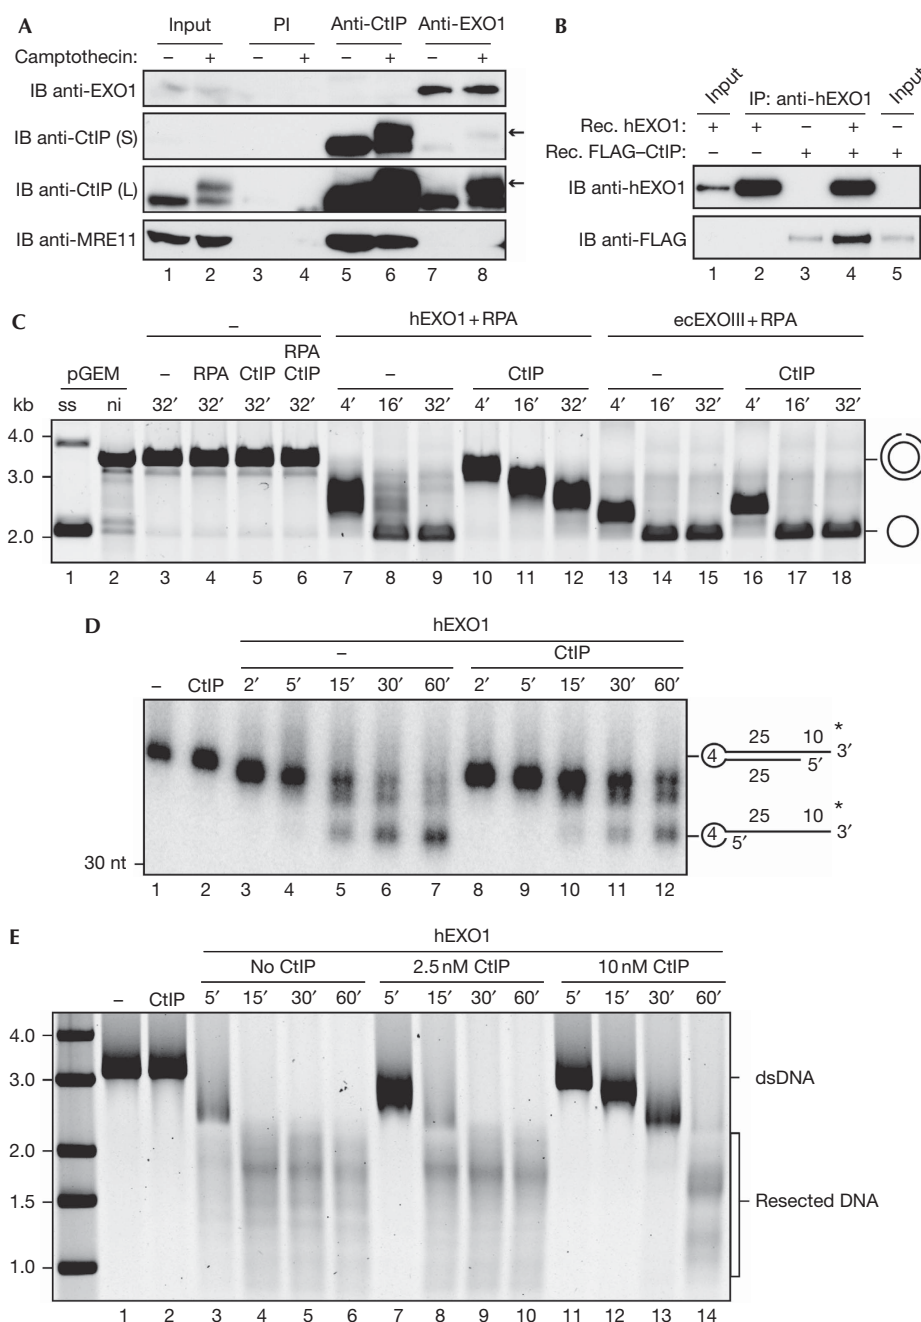 A
Input PI Anti-CtIP Anti-EXO1
Camptothecin: – + – + – + – +
IB anti-EXO1
IB anti-CtIP (S)
IB anti-CtIP (L)
IB anti-MRE11
1 2 3 4 5 6 7 8
B
Input IP: anti-hEXO1 Input
Rec. hEXO1: + + – + –
Rec. FLAG–CtIP: – – + + +
IB anti-hEXO1
IB anti-FLAG
1 2 3 4 5
C
– hEXO1+RPA ecEXOIII+RPA
RPA
pGEM – RPA CtIP CtIP – CtIP – CtIP
kb ss ni 32′ 32′ 32′ 32′ 4′ 16′ 32′ 4′ 16′ 32′ 4′ 16′ 32′ 4′ 16′ 32′
4.0
3.0
2.0
1 2 3 4 5 6 7 8 9 10 11 12 13 14 15 16 17 18
D
hEXO1
– CtIP
– CtIP 2′ 5′ 15′ 30′ 60′ 2′ 5′ 15′ 30′ 60′
25 10 *
4 3′
5′
25
25 10 *
4 3′
5′
30 nt
1 2 3 4 5 6 7 8 9 10 11 12
E
hEXO1
No CtIP 2.5 nM CtIP 10 nM CtIP
– CtIP 5′ 15′ 30′ 60′ 5′ 15′ 30′ 60′ 5′ 15′ 30′ 60′
4.0
3.0 dsDNA
2.0
1.5 Resected DNA
1.0
1 2 3 4 5 6 7 8 9 10 11 12 13 14